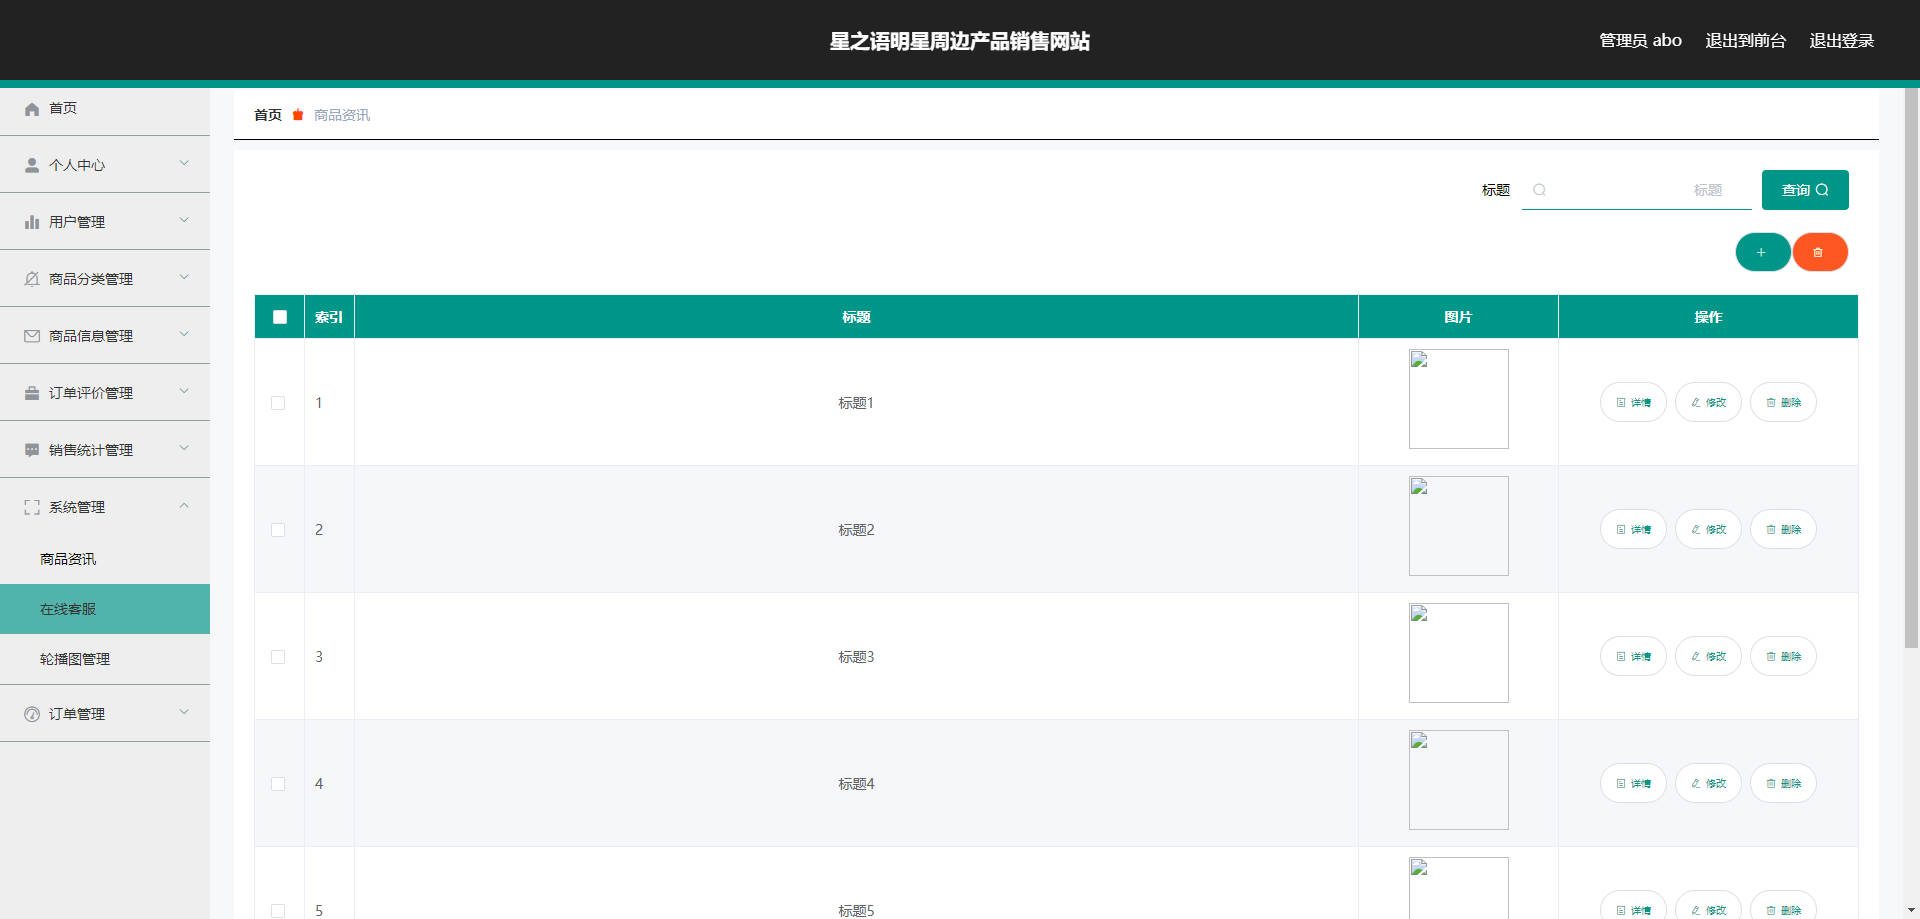 星之语明星周边产品销售网站
管理员 abo 退出到前台 退出登录
首页
个人中心
用户管理
商品分类管理
商品信息管理
订单评价管理
销售统计管理
系统管理
商品资讯
在线客服
轮播图管理
订单管理
首页 商品资讯
标题 标题 查询
索引 标题 图片 操作
1 标题1 详情 修改 删除
2 标题2 详情 修改 删除
3 标题3 详情 修改 删除
4 标题4 详情 修改 删除
5 标题5 详情 修改 删除